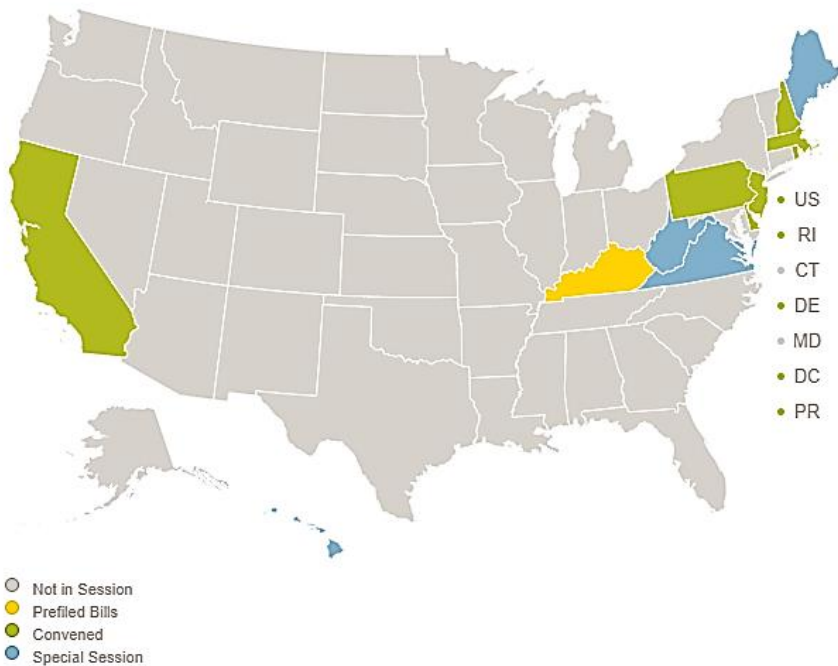 US
RI
CT
DE
MD
DC
PR
Not in Session
Prefiled Bills
Convened
Special Session